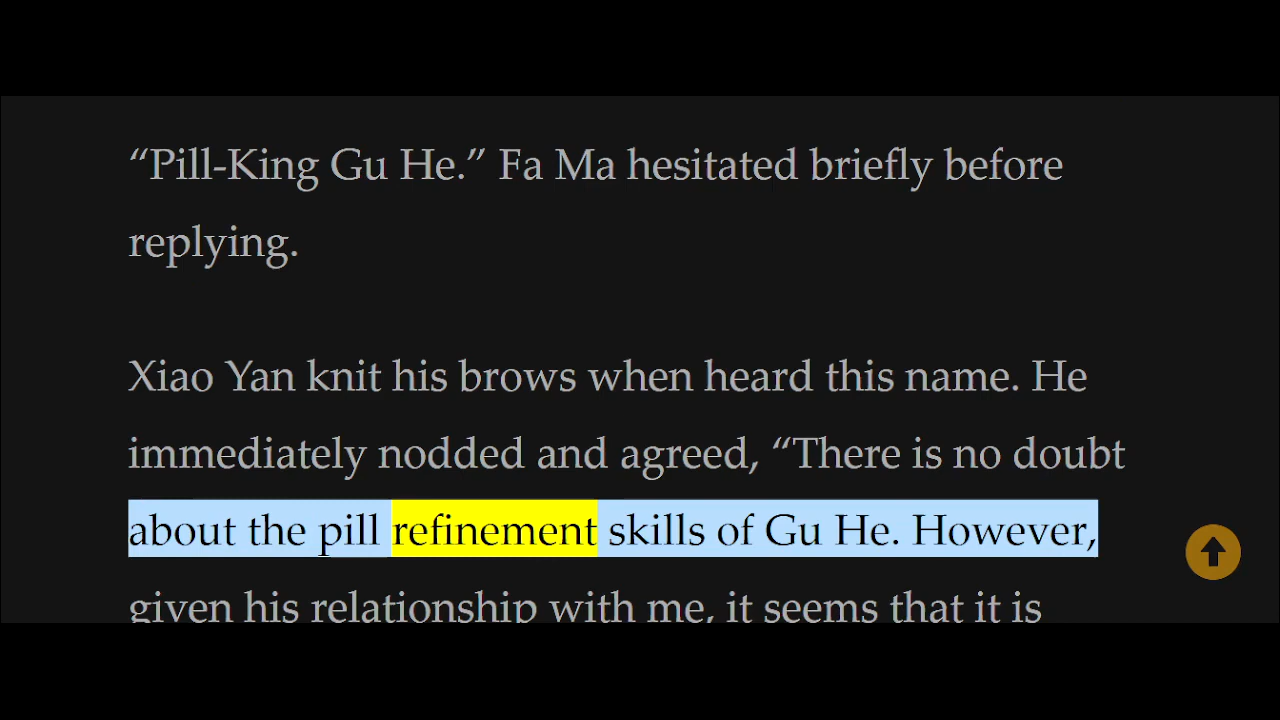 “Pill-King Gu He.” Fa Ma hesitated briefly before
replying.
Xiao Yan knit his brows when heard this name. He
immediately nodded and agreed, “There is no doubt
about the pill refinement skills of Gu He. However,
given his relationship with me, it seems that it is